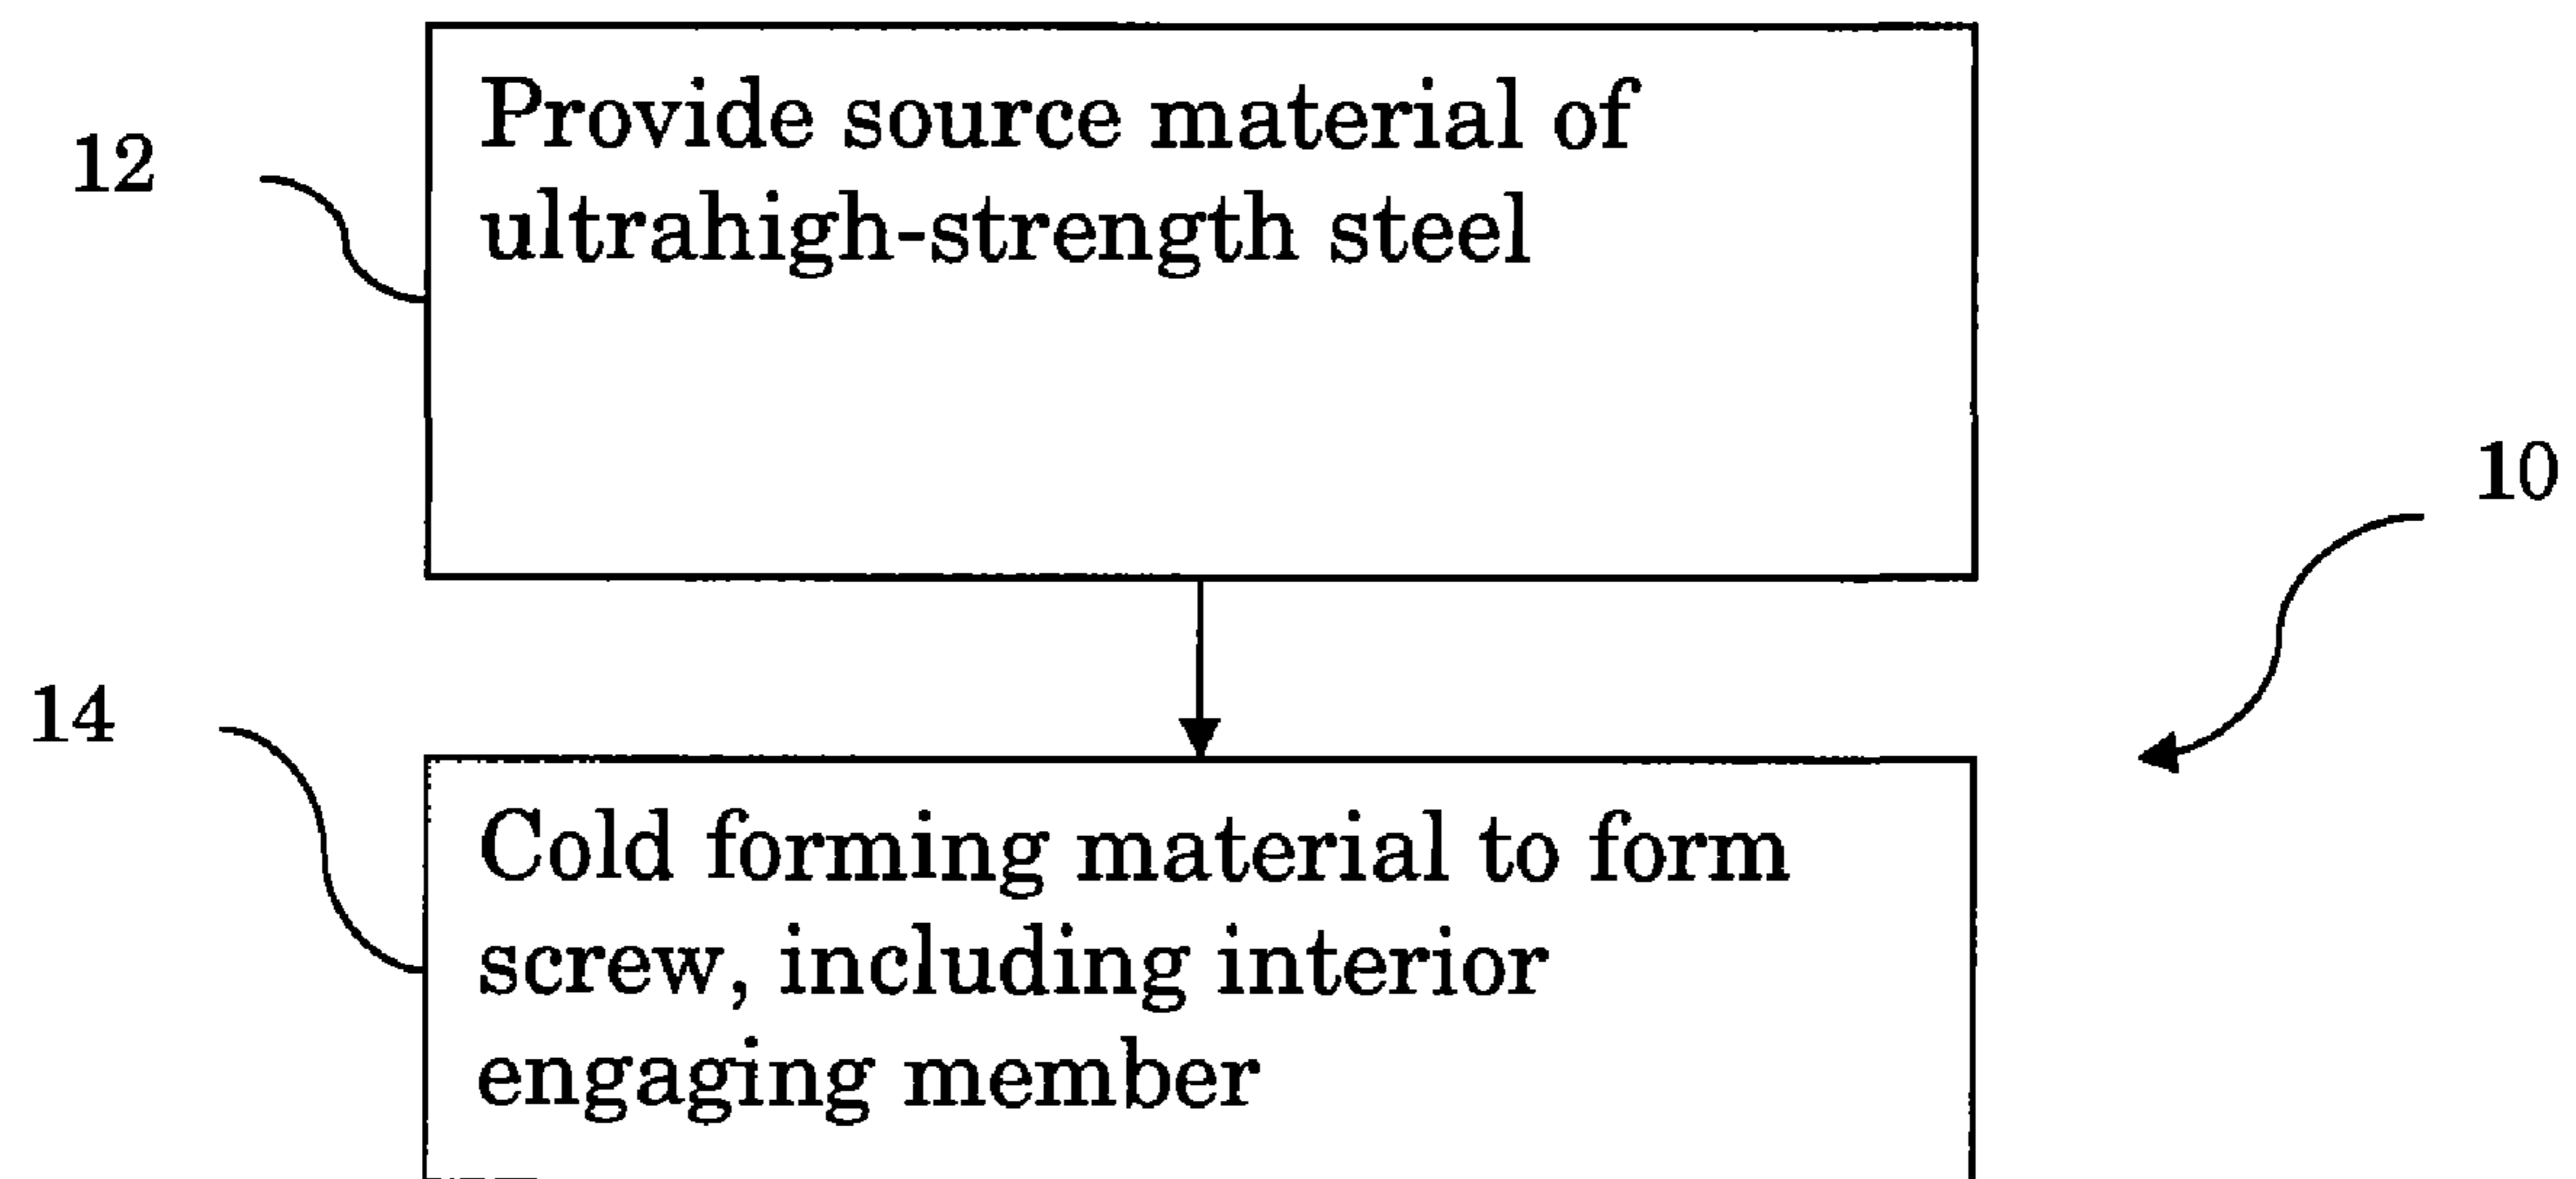 12
Provide source material of
ultrahigh-strength steel
10
14
Cold forming material to form
screw, including interior
engaging member